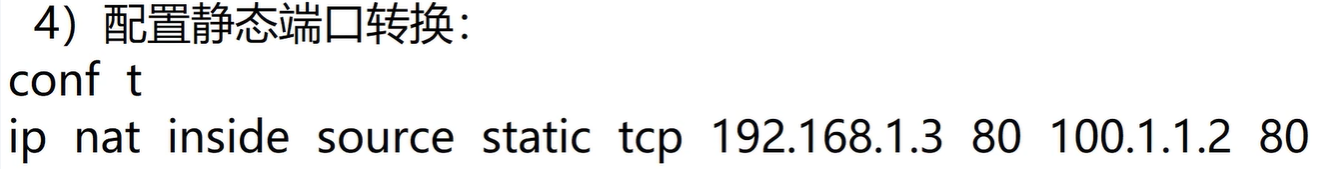 4）配置静态端口转换：
conf t
ip nat inside source static tcp 192.168.1.3 80 100.1.1.2 80